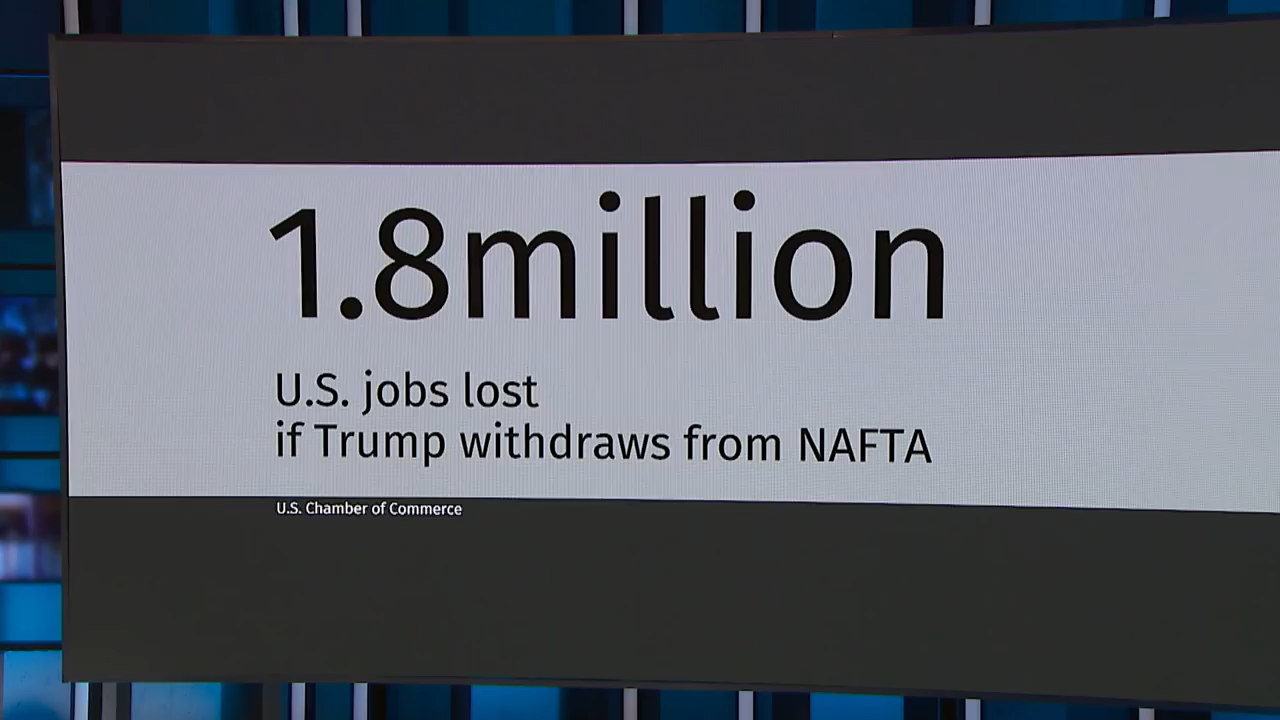 1.8million
U.S. jobs lost
if Trump withdraws from NAFTA
U.S. Chamber of Commerce